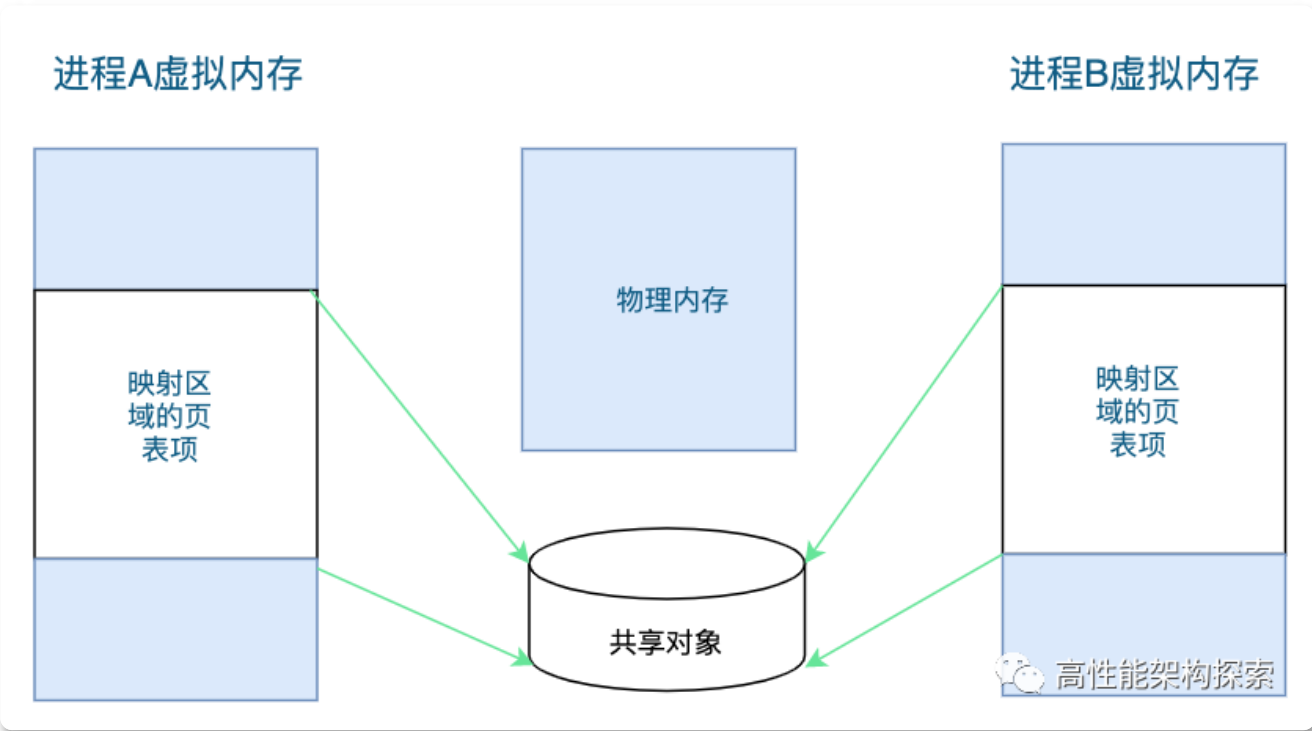 进程A虚拟内存
进程B虚拟内存
物理内存
映射区
域的页
表项
映射区
域的页
表项
共享对象
高性能架构探索